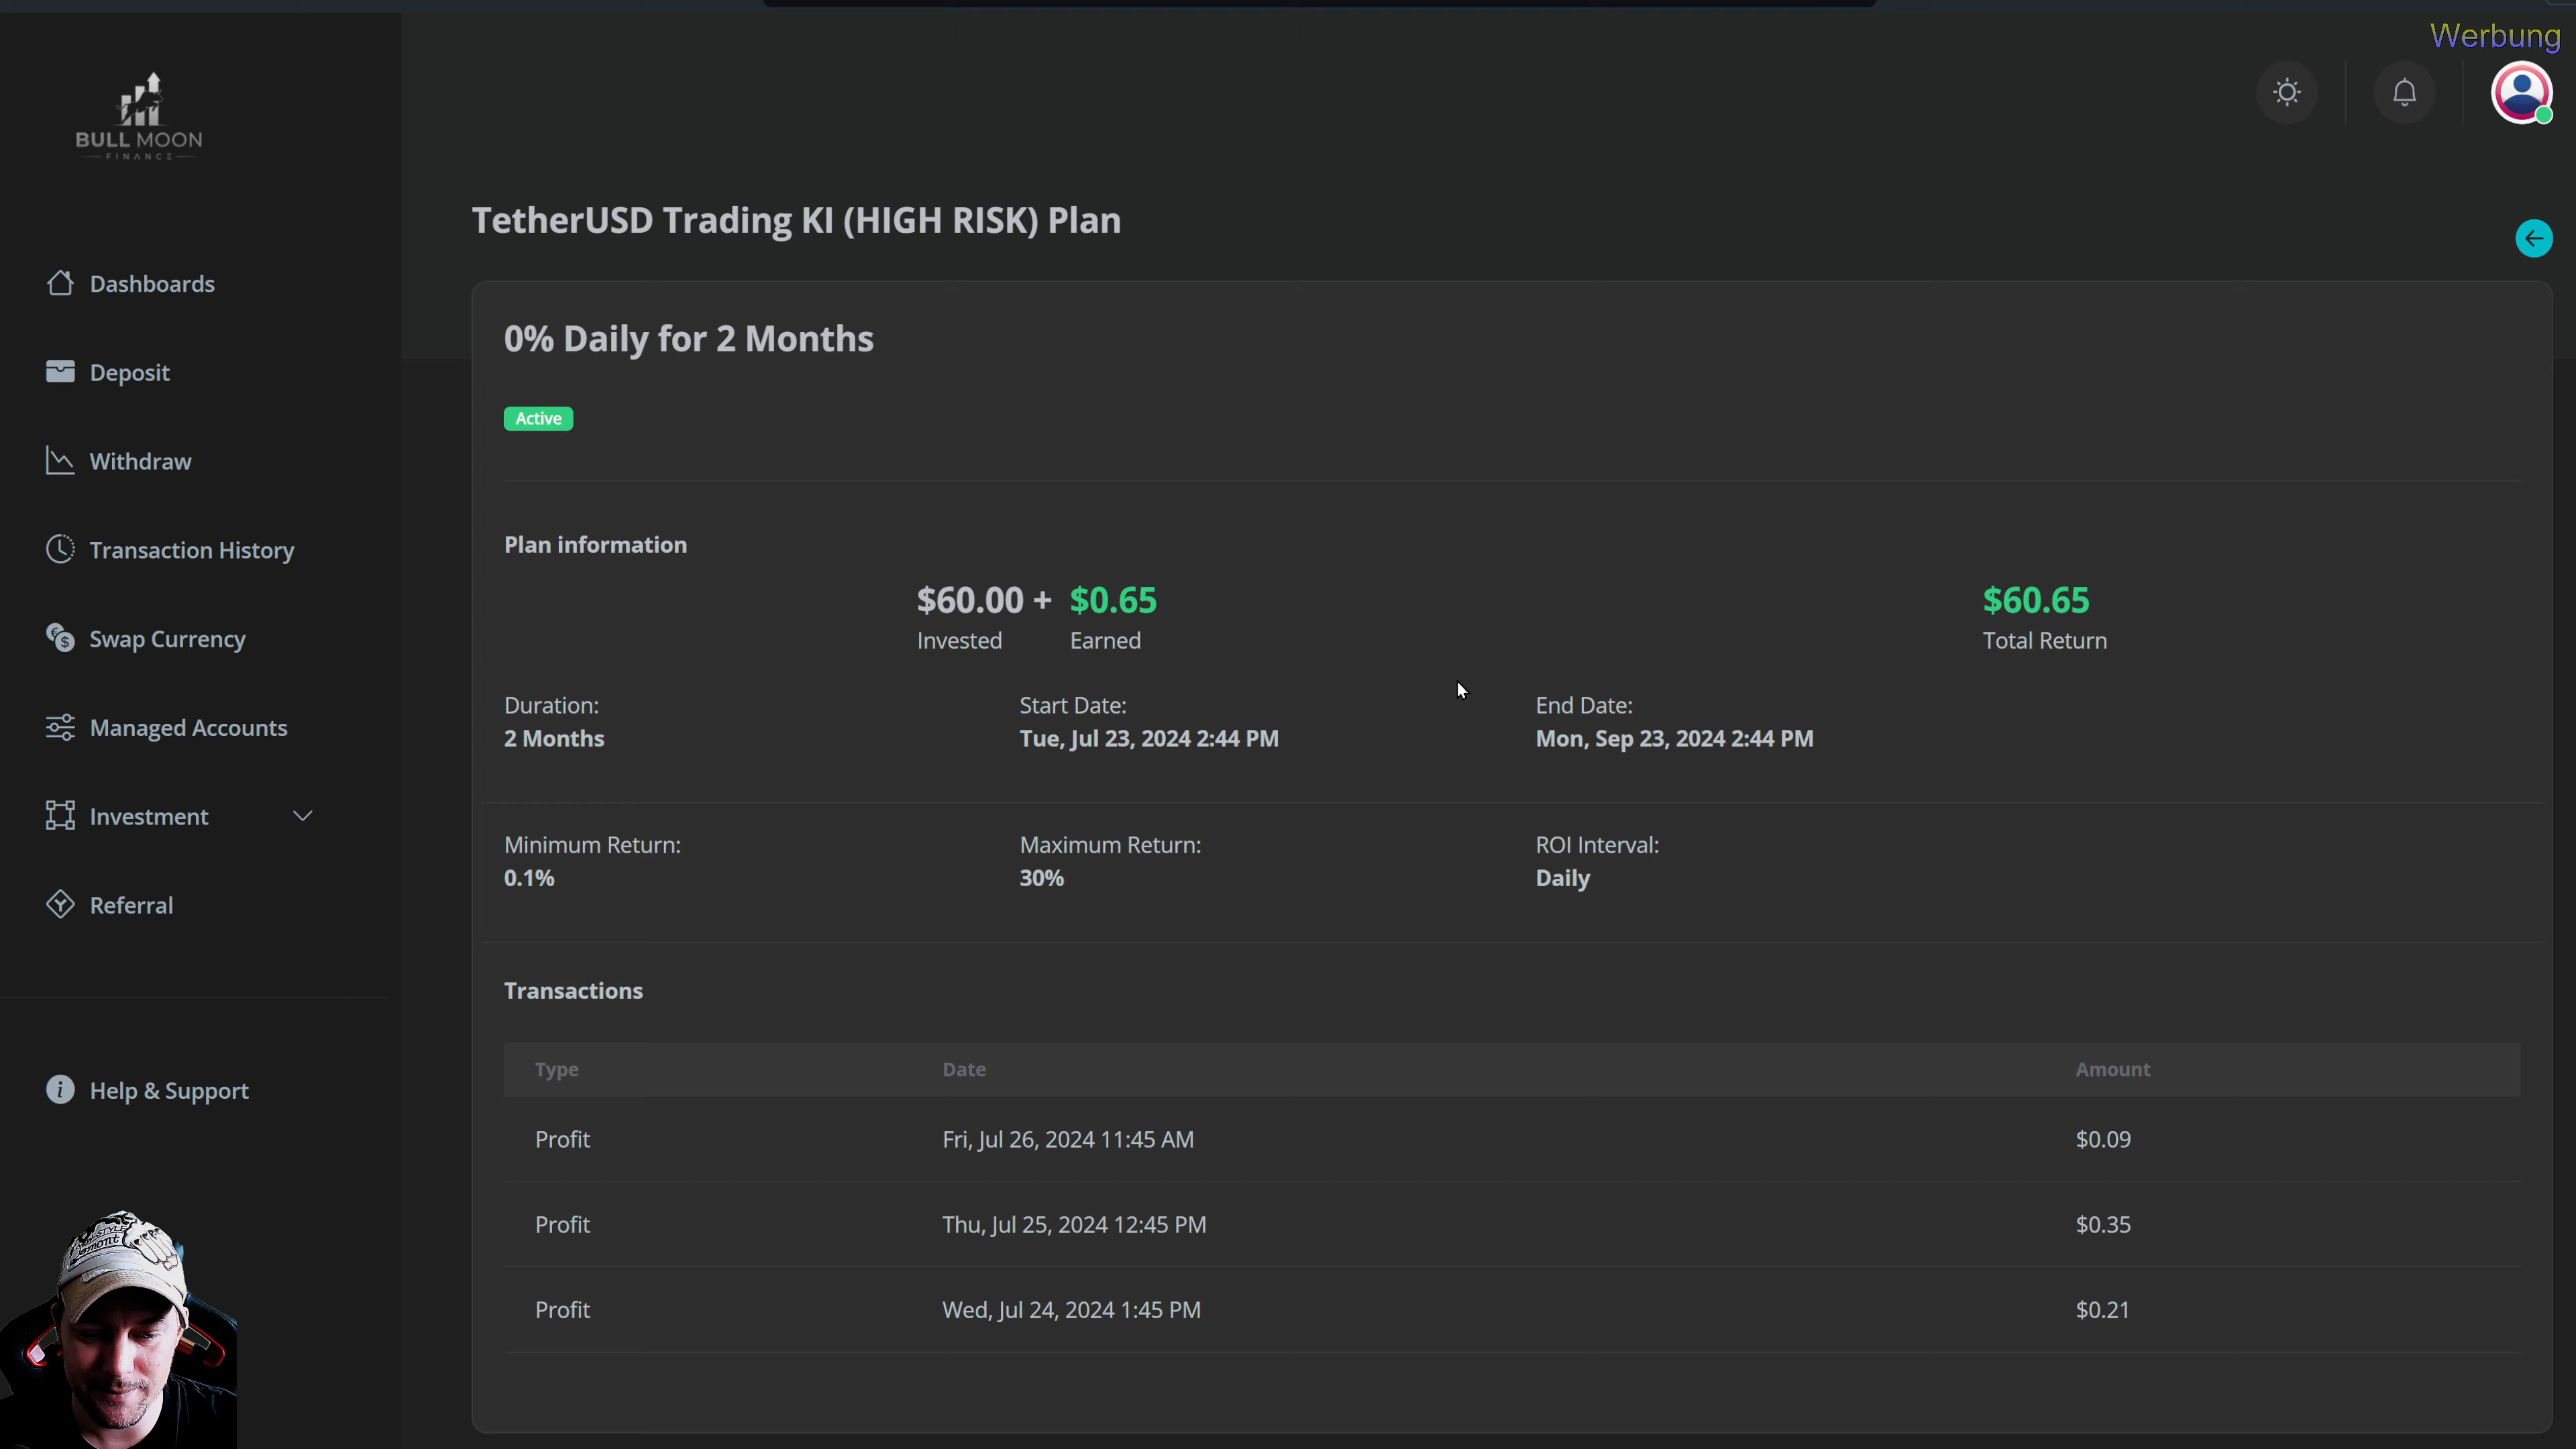 Werbung
BULL MOON
FINANCE
Dashboards
Deposit
Withdraw
Transaction History
Swap Currency
Managed Accounts
Investment
Referral
Help & Support
TetherUSD Trading KI (HIGH RISK) Plan
0% Daily for 2 Months
Active
Plan information
$60.00 + $0.65 $60.65
Invested Earned Total Return
Duration: Start Date: End Date:
2 Months Tue, Jul 23, 2024 2:44 PM Mon, Sep 23, 2024 2:44 PM
Minimum Return: Maximum Return: ROI Interval:
0.1% 30% Daily
Transactions
Type Date Amount
Profit Fri, Jul 26, 2024 11:45 AM $0.09
Profit Thu, Jul 25, 2024 12:45 PM $0.35
Profit Wed, Jul 24, 2024 1:45 PM $0.21